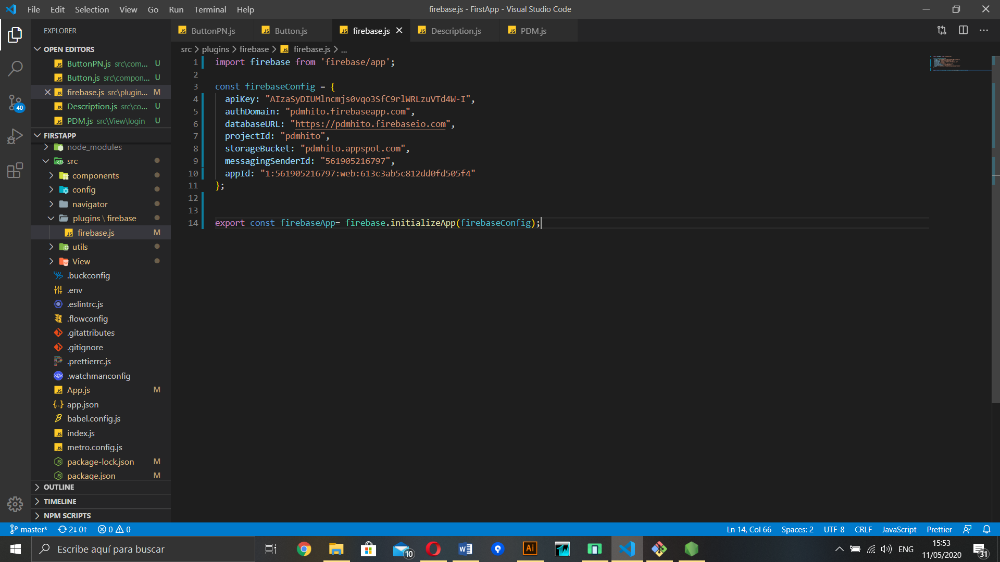 File Edit Selection View Go Run Terminal Help
firebase.js - FirstApp - Visual Studio Code
EXPLORER
OPEN EDITORS
ButtonPN.js src\com... U
Button.js src\compon... U
firebase.js src\plugin... M
Description.js src\co... U
PDM.js src\View\login U
FIRSTAPP
node_modules
src
components
config
navigator
plugins \ firebase
firebase.js M
utils
View
.buckconfig
.env
.eslintrc.js
.flowconfig
.gitattributes
.gitignore
.prettierrc.js
.watchmanconfig
App.js M
app.json
babel.config.js
index.js
metro.config.js
package-lock.json M
package.json M
OUTLINE
TIMELINE
NPM SCRIPTS
40
ButtonPN.js Button.js firebase.js Description.js PDM.js
src > plugins > firebase > firebase.js > ...
1 import firebase from 'firebase/app';
2
3 const firebaseConfig = {
4 apiKey: "AIzaSyDIUMlncmjs0vqo3SfC9rlWRLzuVTd4W-I",
5 authDomain: "pdmhito.firebaseapp.com",
6 databaseURL: "https://pdmhito.firebaseio.com",
7 projectId: "pdmhito",
8 storageBucket: "pdmhito.appspot.com",
9 messagingSenderId: "561905216797",
10 appId: "1:561905216797:web:613c3ab5c812dd0fd505f4"
11 };
12
13
14 export const firebaseApp= firebase.initializeApp(firebaseConfig);
master* 2↓ 0↑ 0 0
Ln 14, Col 66 Spaces: 2 UTF-8 CRLF JavaScript Prettier
Escribe aquí para buscar
10
Ai
ENG
15:53
11/05/2020
31